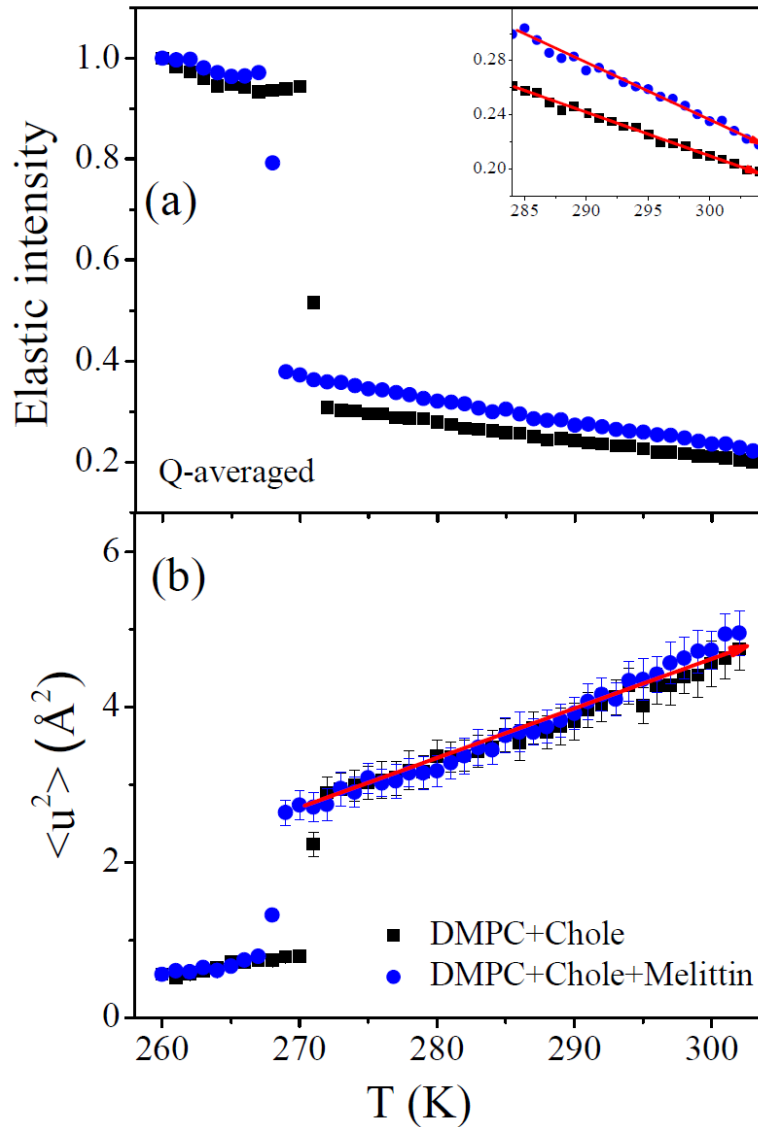 1.0
0.8
0.6
0.4
0.2
Elastic intensity
(a)
Q-averaged
0.28
0.24
0.20
285 290 295 300
(b)
6
4
2
0
<u²> (Å²)
DMPC+Chole
DMPC+Chole+Melittin
260 270 280 290 300
T (K)